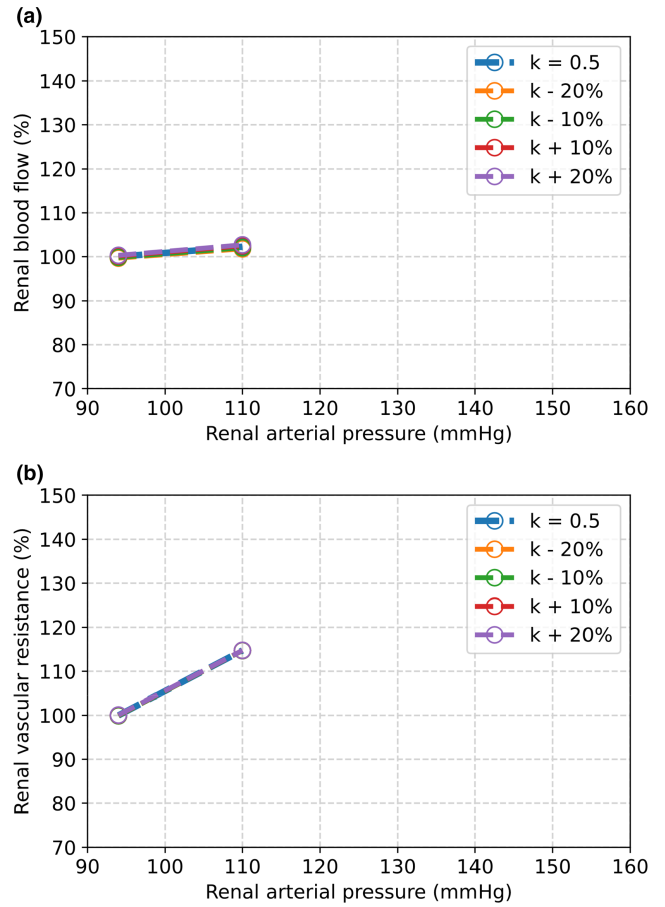 (a)
150
140
130
120
110
100
90
80
70
Renal blood flow (%)
k = 0.5
k - 20%
k - 10%
k + 10%
k + 20%
90 100 110 120 130 140 150 160
Renal arterial pressure (mmHg)
(b)
150
140
130
120
110
100
90
80
70
Renal vascular resistance (%)
k = 0.5
k - 20%
k - 10%
k + 10%
k + 20%
90 100 110 120 130 140 150 160
Renal arterial pressure (mmHg)